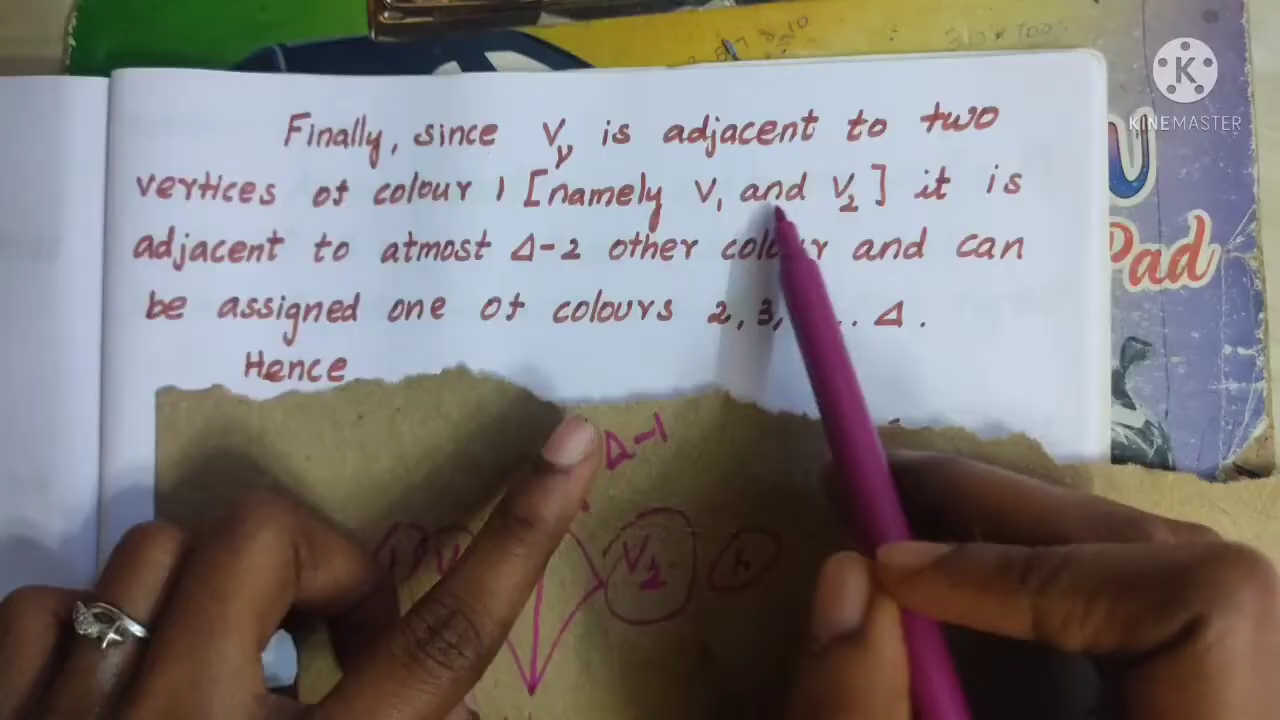 KINEMASTER
Finally, since Vγ is adjacent to two
vertices of colour 1 [namely V1 and V2] it is
adjacent to atmost Δ-2 other colour and can
be assigned one of colours 2, 3, . . Δ.
Hence
Δ-1
V2
Pad